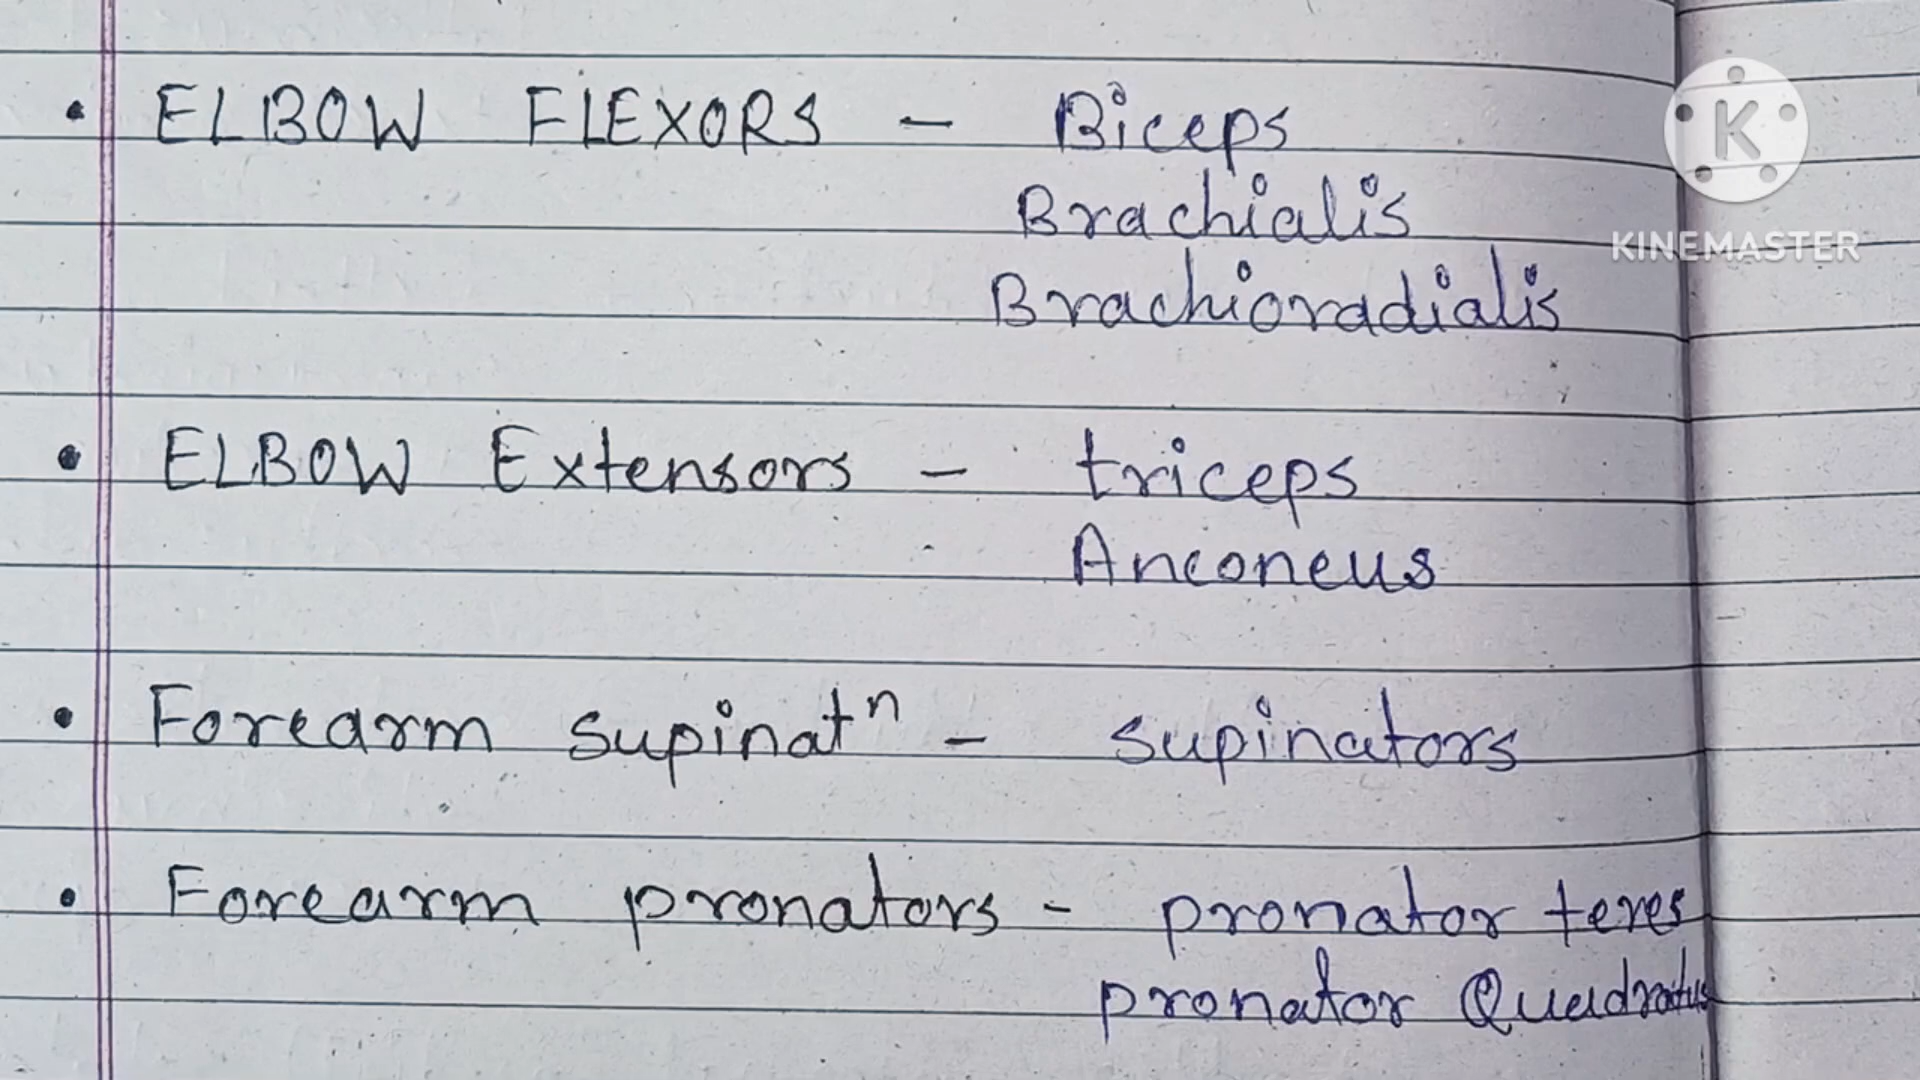 • ELBOW FLEXORS - Biceps
Brachialis
Brachioradialis
• ELBOW Extensors - triceps
Anconeus
• Forearm supinatⁿ - supinators
• Forearm pronators - pronator teres
pronator Quadratus
K
KINEMASTER